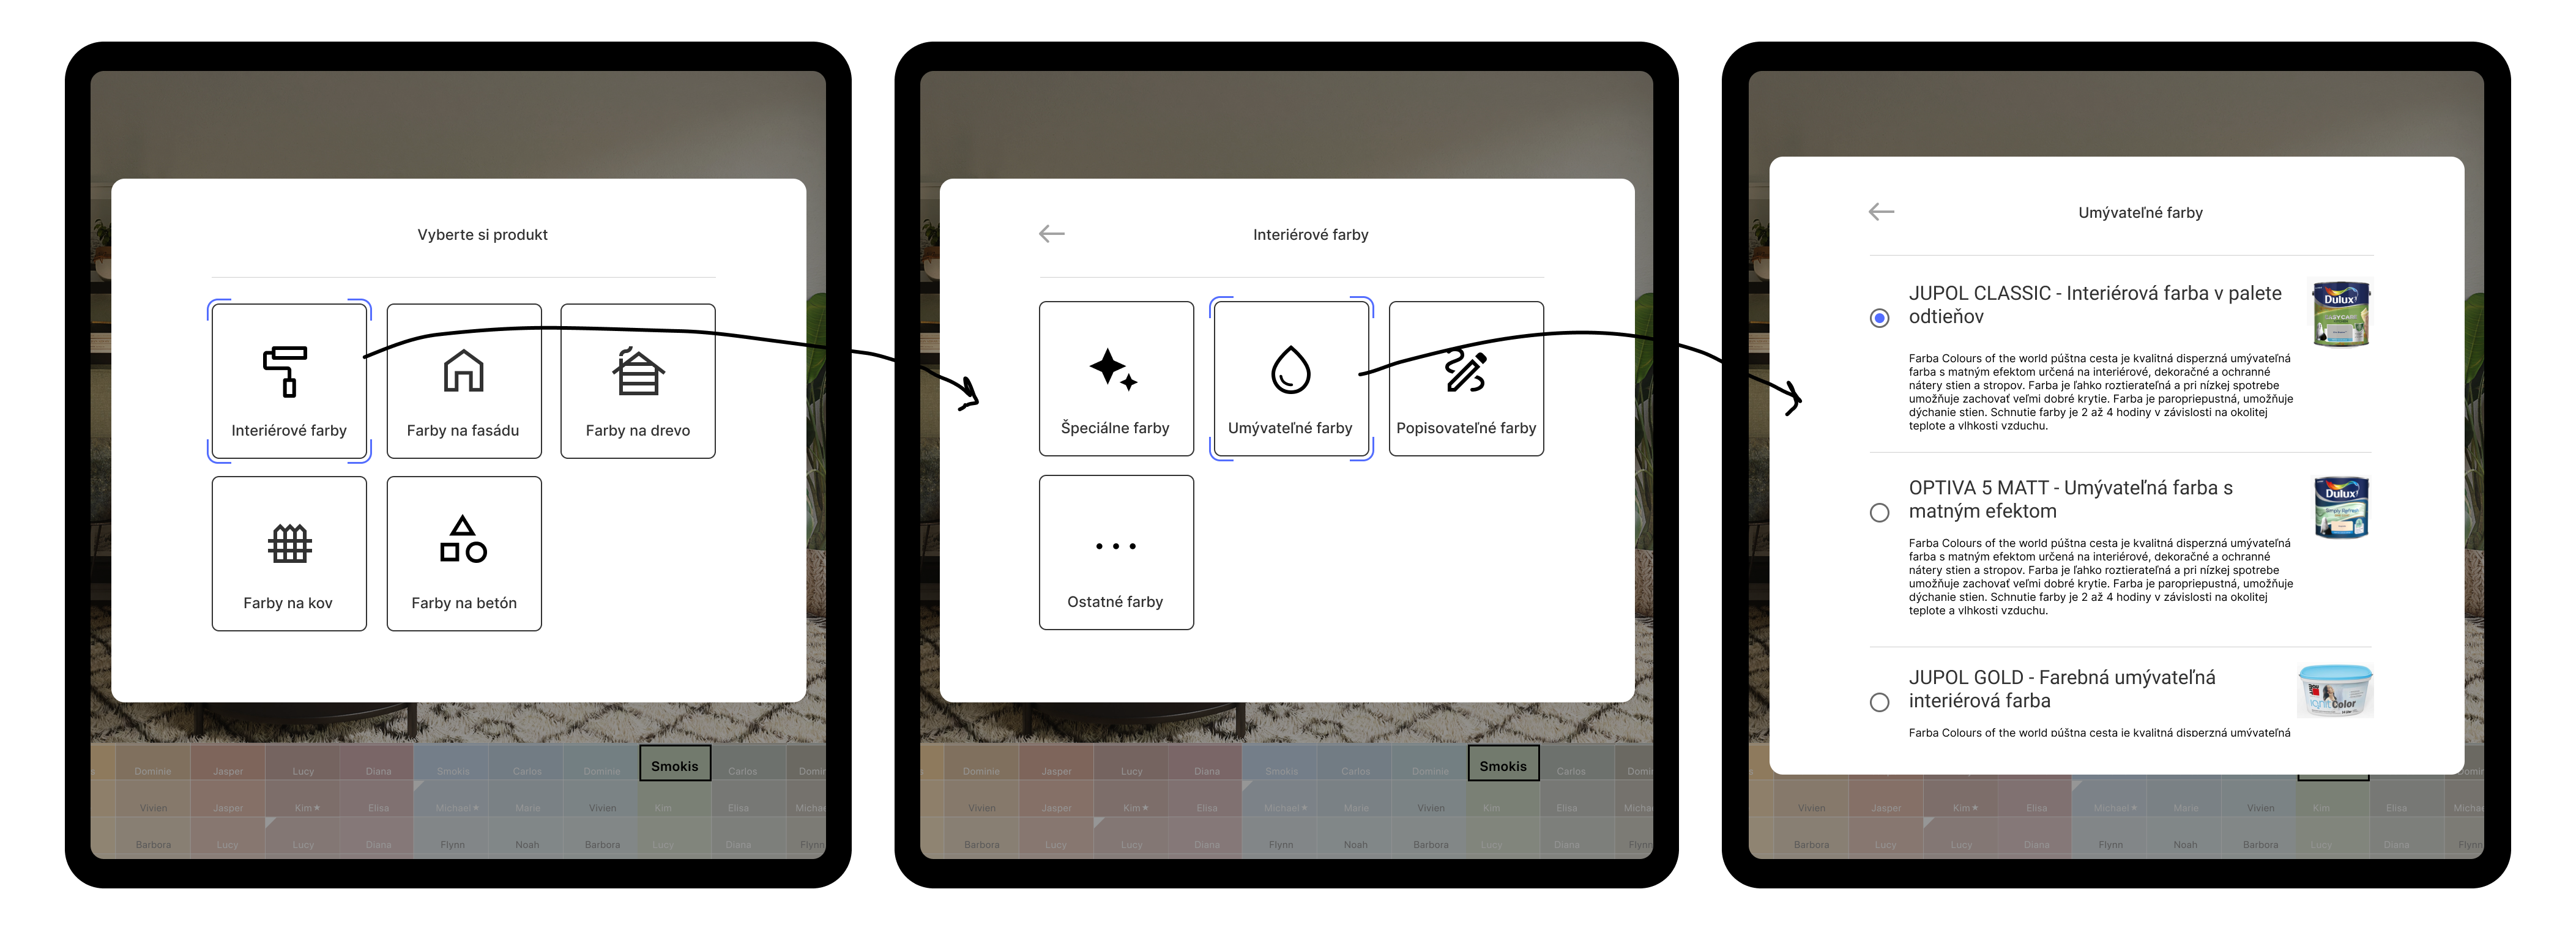 Vyberte si produkt
Interiérové farby
Farby na fasádu
Farby na drevo
Farby na kov
Farby na betón
Dominie Jasper Lucy Diana Smokis Carlos Dominie Smokis Carlos
Vivien Jasper Kim★ Elisa Michael★ Marie Vivien Kim Elisa
Barbora Lucy Lucy Diana Flynn Noah Barbora Lucy Diana Flynn
Interiérové farby
Špeciálne farby
Umývateľné farby
Popisovateľné farby
Ostatné farby
Dominie Jasper Lucy Diana Smokis Carlos Dominie Smokis Carlos
Vivien Jasper Kim★ Elisa Michael★ Marie Vivien Kim Elisa
Barbora Lucy Lucy Diana Flynn Noah Barbora Lucy Diana Flynn
Umývateľné farby
JUPOL CLASSIC - Interiérová farba v palete
odtieňov
Dulux
EASYCARE
Farba Colours of the world púštna cesta je kvalitná disperzná umývateľná
farba s matným efektom určená na interiérové, dekoračné a ochranné
nátery stien a stropov. Farba je ľahko roztierateľná a pri nízkej spotrebe
umožňuje zachovať veľmi dobré krytie. Farba je paropriepustná, umožňuje
dýchanie stien. Schnutie farby je 2 až 4 hodiny v závislosti na okolitej
teplote a vlhkosti vzduchu.
OPTIVA 5 MATT - Umývateľná farba s
matným efektom
Dulux
Simply Refresh
Farba Colours of the world púštna cesta je kvalitná disperzná umývateľná
farba s matným efektom určená na interiérové, dekoračné a ochranné
nátery stien a stropov. Farba je ľahko roztierateľná a pri nízkej spotrebe
umožňuje zachovať veľmi dobré krytie. Farba je paropriepustná, umožňuje
dýchanie stien. Schnutie farby je 2 až 4 hodiny v závislosti na okolitej
teplote a vlhkosti vzduchu.
JUPOL GOLD - Farebná umývateľná
interiérová farba
Color
Farba Colours of the world púštna cesta je kvalitná disperzná umývateľná
Vivien Jasper Kim★ Elisa Michael★ Marie Vivien Kim Elisa
Barbora Lucy Lucy Diana Flynn Noah Barbora Lucy Diana Flynn